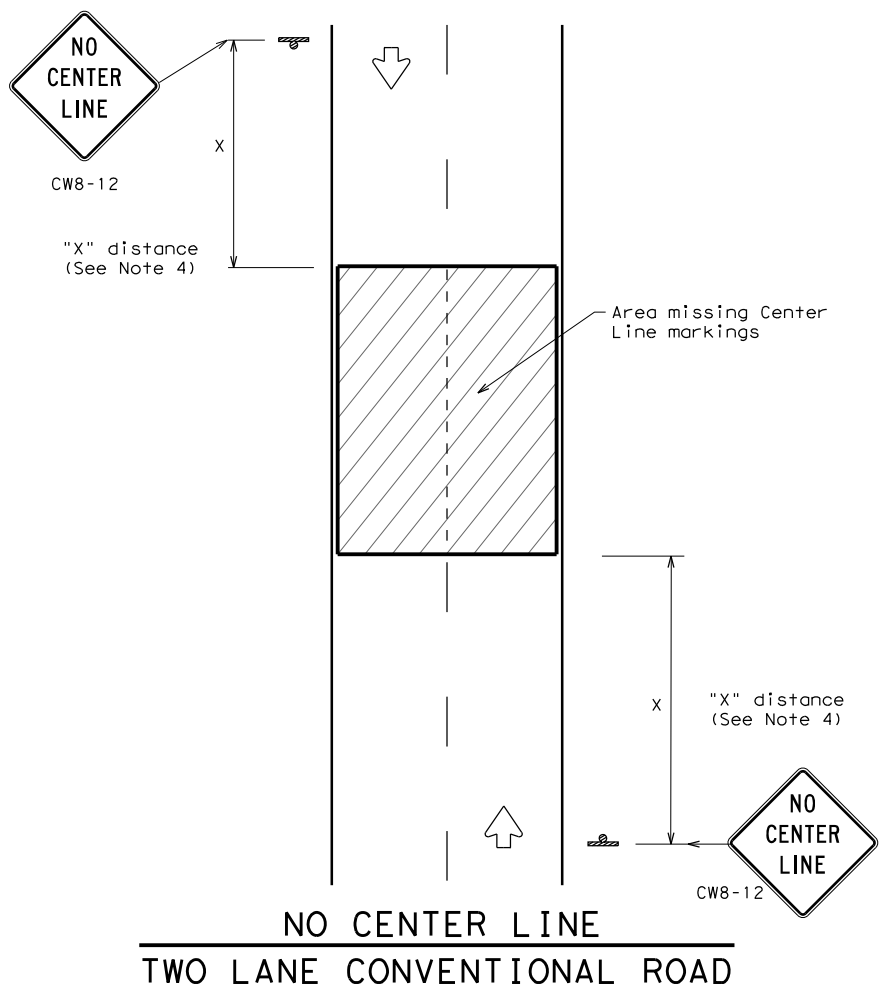 NO
CENTER
LINE
CW8-12
X
"X" distance
(See Note 4)
Area missing Center
Line markings
X
"X" distance
(See Note 4)
NO
CENTER
LINE
CW8-12
NO CENTER LINE
TWO LANE CONVENTIONAL ROAD